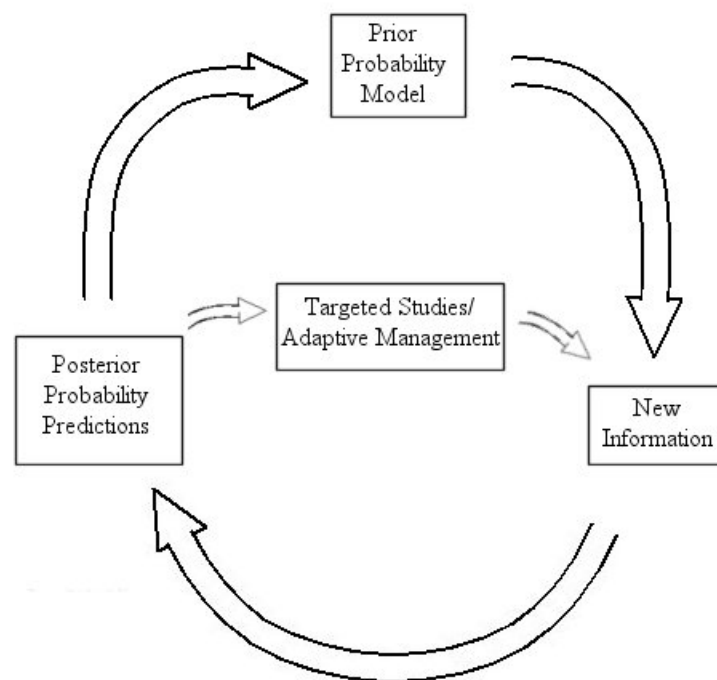 Prior
Probability
Model
Targeted Studies/
Adaptive Management
Posterior
Probability
Predictions
New
Information